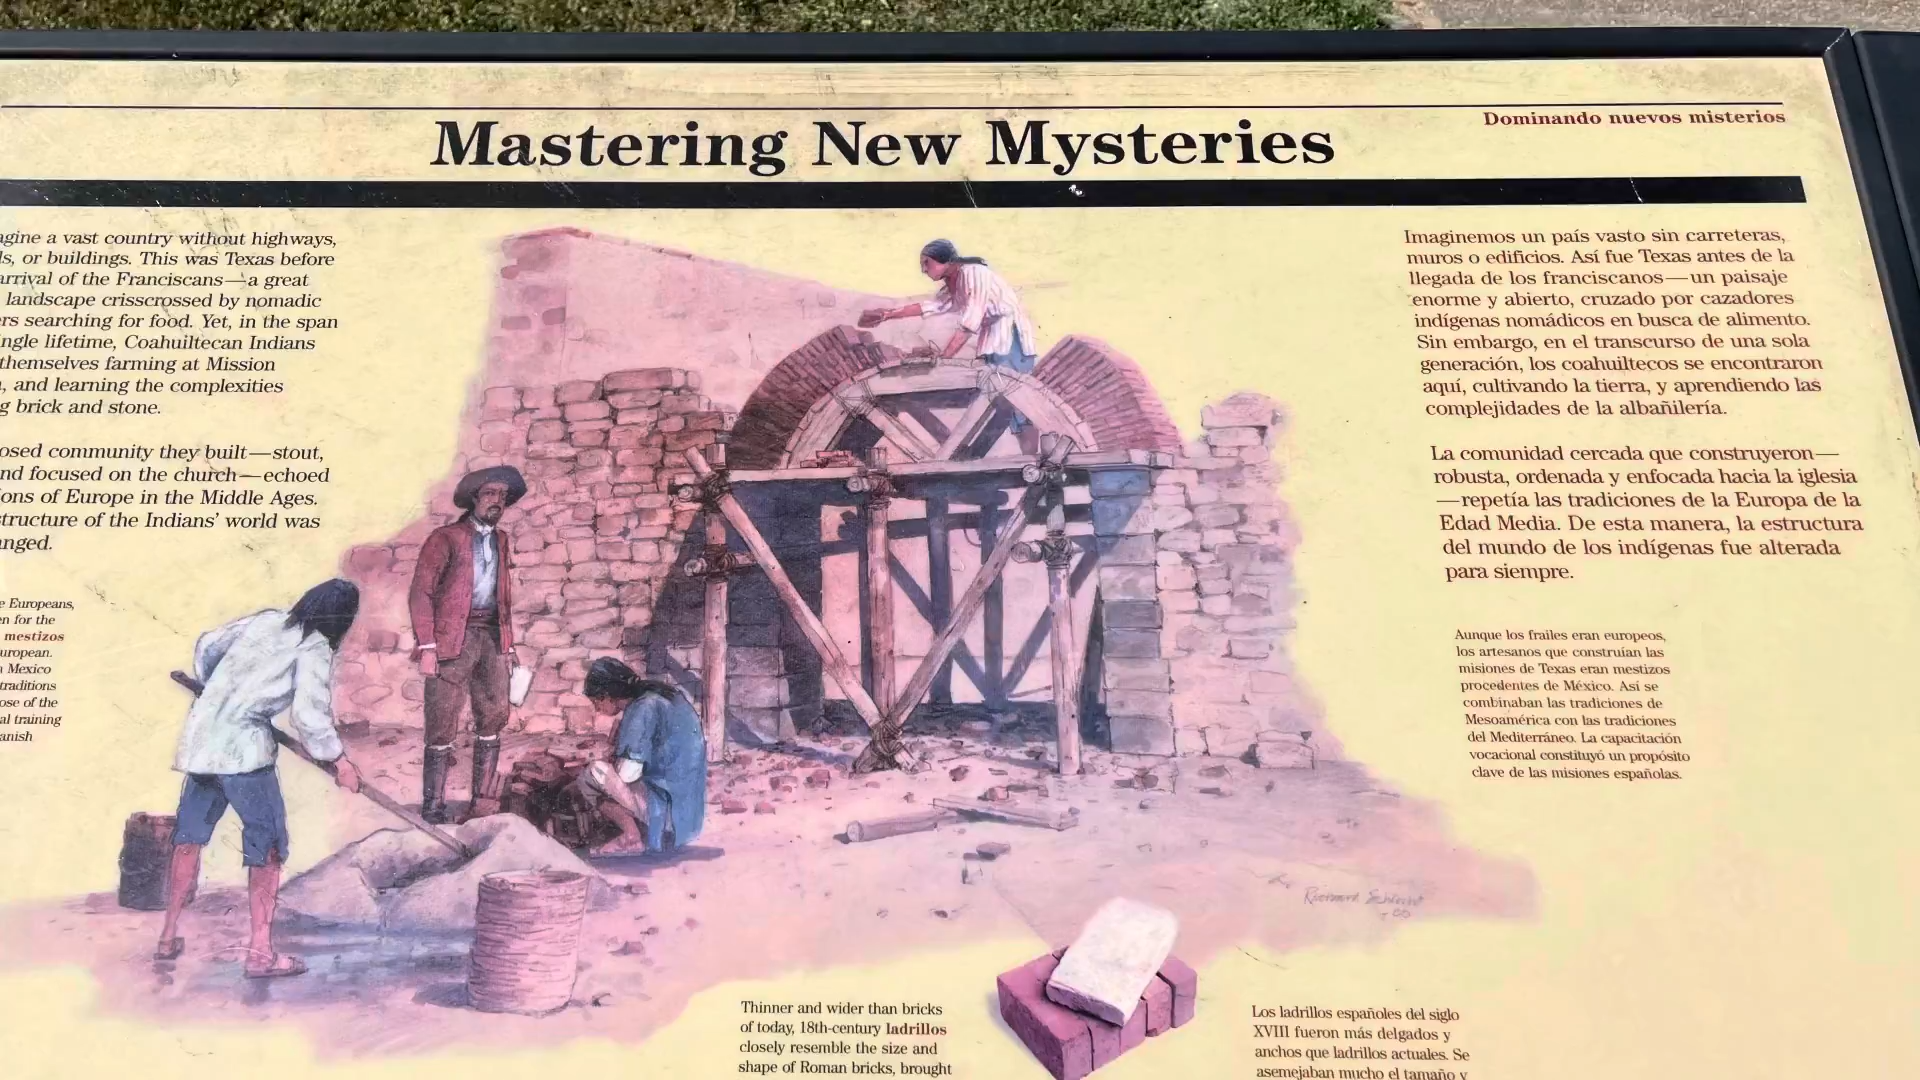 Mastering New Mysteries
Dominando nuevos misterios
agine a vast country without highways,
ls, or buildings. This was Texas before
arrival of the Franciscans—a great
landscape crisscrossed by nomadic
ers searching for food. Yet, in the span
ingle lifetime, Coahuiltecan Indians
themselves farming at Mission
, and learning the complexities
g brick and stone.
osed community they built—stout,
nd focused on the church—echoed
ions of Europe in the Middle Ages.
structure of the Indians' world was
anged.
e Europeans,
en for the
mestizos
uropean.
Mexico
traditions
ose of the
al training
anish
Imaginemos un país vasto sin carreteras,
muros o edificios. Así fue Texas antes de la
llegada de los franciscanos—un paisaje
enorme y abierto, cruzado por cazadores
indígenas nomádicos en busca de alimento.
Sin embargo, en el transcurso de una sola
generación, los coahuiltecos se encontraron
aquí, cultivando la tierra, y aprendiendo las
complejidades de la albañilería.
La comunidad cercada que construyeron—
robusta, ordenada y enfocada hacia la iglesia
—repetía las tradiciones de la Europa de la
Edad Media. De esta manera, la estructura
del mundo de los indígenas fue alterada
para siempre.
Aunque los frailes eran europeos,
los artesanos que construían las
misiones de Texas eran mestizos
procedentes de México. Así se
combinaban las tradiciones de
Mesoamérica con las tradiciones
del Mediterráneo. La capacitación
vocacional constituyó un propósito
clave de las misiones españolas.
Thinner and wider than bricks
of today, 18th-century ladrillos
closely resemble the size and
shape of Roman bricks, brought
Los ladrillos españoles del siglo
XVIII fueron más delgados y
anchos que ladrillos actuales. Se
asemejaban mucho el tamaño y